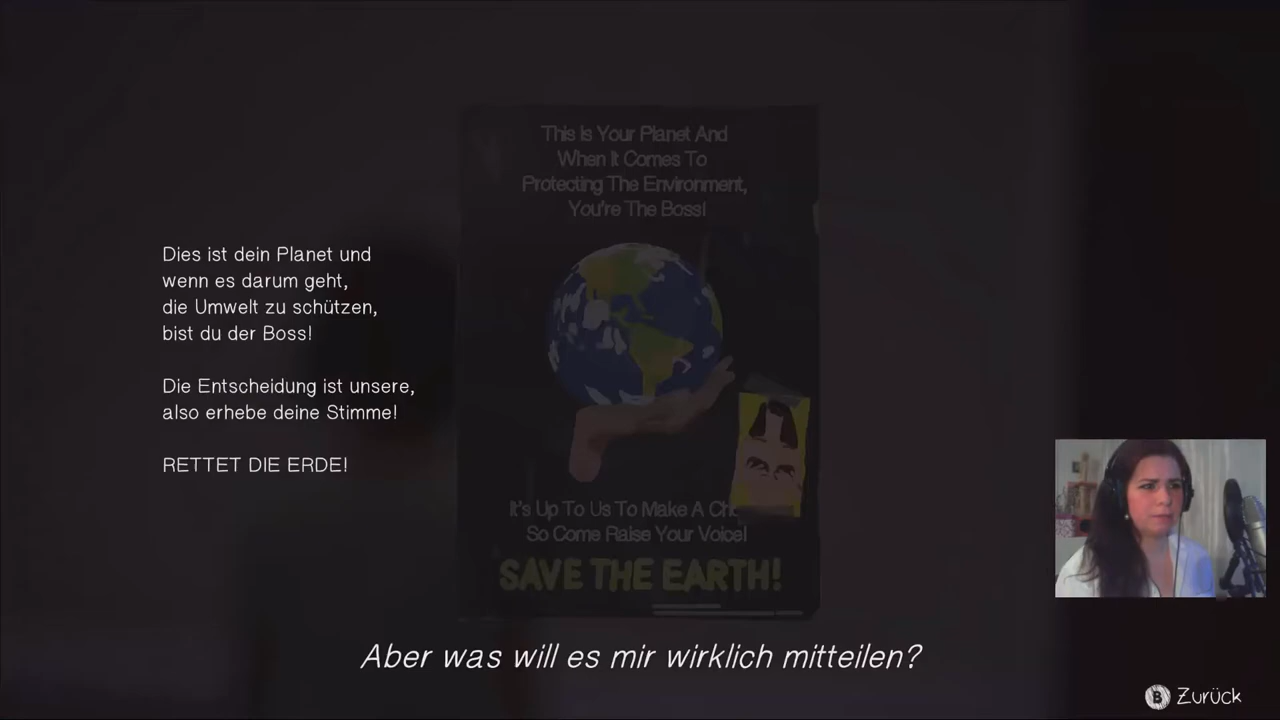 This Is Your Planet And
When It Comes To
Protecting The Environment,
You're The Boss!
Dies ist dein Planet und
wenn es darum geht,
die Umwelt zu schützen,
bist du der Boss!
Die Entscheidung ist unsere,
also erhebe deine Stimme!
RETTET DIE ERDE!
It's Up To Us To Make A
So Come Raise Your Voice!
SAVE THE EARTH!
Aber was will es mir wirklich mitteilen?
B Zurück